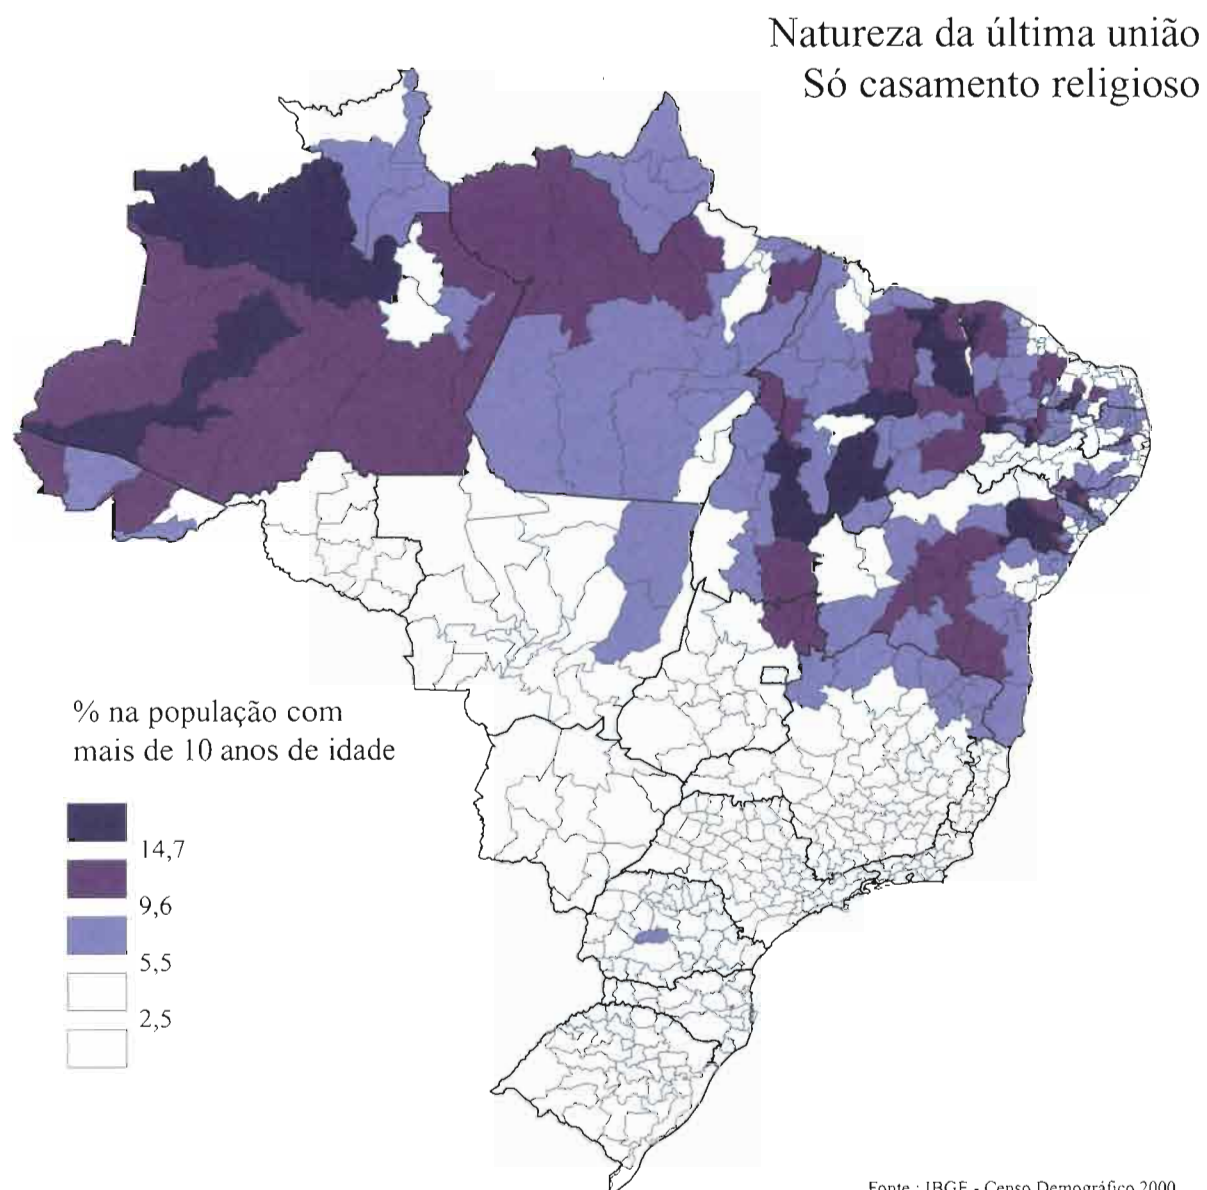 Natureza da última união
Só casamento religioso
% na população com
mais de 10 anos de idade
14,7
9,6
5,5
2,5
Fonte : IBGE - Censo Demográfico 2000